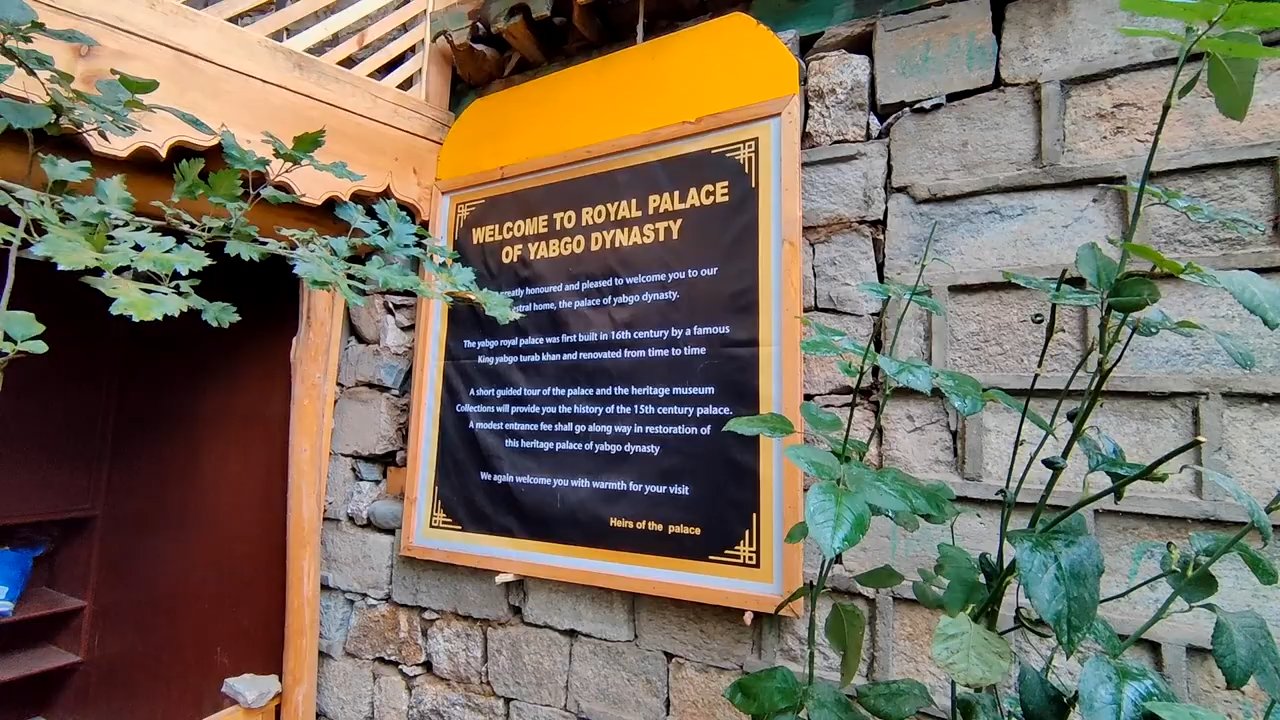 WELCOME TO ROYAL PALACE
OF YABGO DYNASTY
honoured and pleased to welcome you to our
home, the palace of yabgo dynasty.
The yabgo royal palace was first built in 16th century by a famous
King yabgo turab khan and renovated from time to time
A short guided tour of the palace and the heritage museum
Collections will provide you the history of the 15th century palace.
A modest entrance fee shall go along way in restoration of
this heritage palace of yabgo dynasty
We again welcome you with warmth for your visit
Heirs of the palace